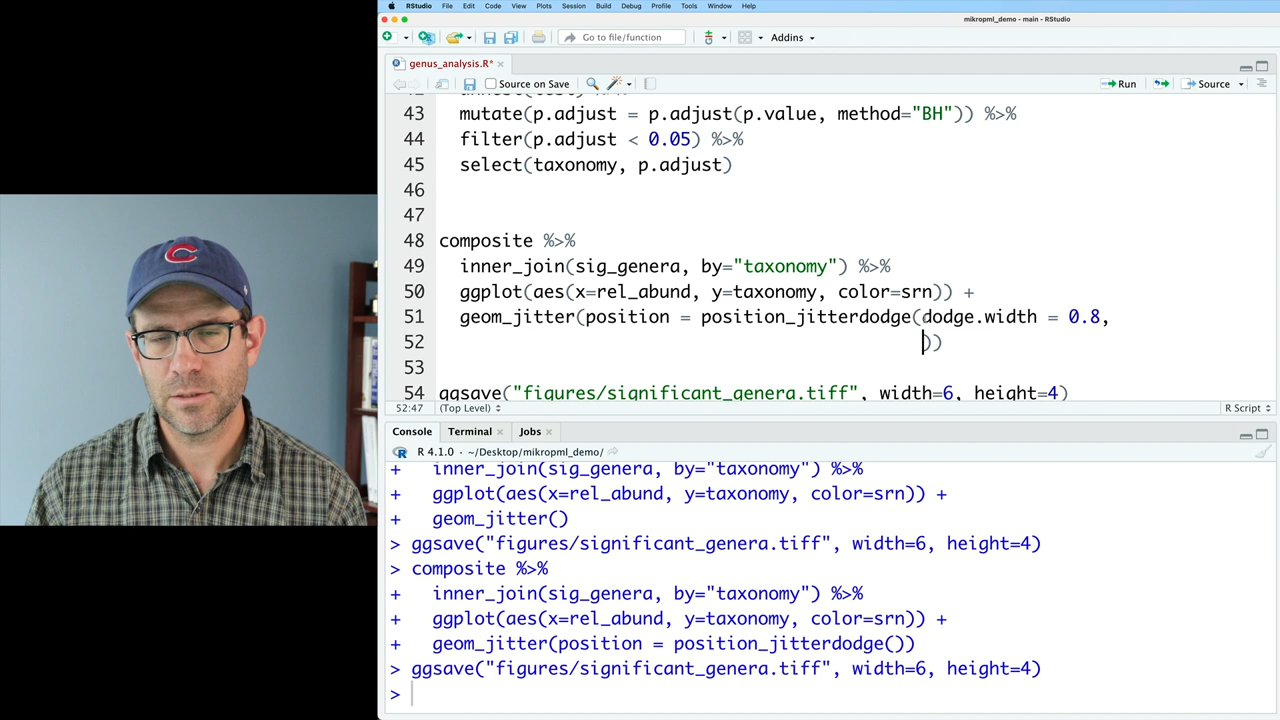 RStudio File Edit Code View Plots Session Build Debug Profile Tools Window Help
mikropml_demo - main - RStudio
Go to file/function Addins
genus_analysis.R*
Source on Save Run Source
43 mutate(p.adjust = p.adjust(p.value, method="BH")) %>%
44 filter(p.adjust < 0.05) %>%
45 select(taxonomy, p.adjust)
46
47
48 composite %>%
49 inner_join(sig_genera, by="taxonomy") %>%
50 ggplot(aes(x=rel_abund, y=taxonomy, color=srn)) +
51 geom_jitter(position = position_jitterdodge(dodge.width = 0.8,
52 ))
53
54 ggsave("figures/significant_genera.tiff", width=6, height=4)
52:47 (Top Level) R Script
Console Terminal Jobs
R 4.1.0 · ~/Desktop/mikropml_demo/
+ inner_join(sig_genera, by="taxonomy") %>%
+ ggplot(aes(x=rel_abund, y=taxonomy, color=srn)) +
+ geom_jitter()
> ggsave("figures/significant_genera.tiff", width=6, height=4)
> composite %>%
+ inner_join(sig_genera, by="taxonomy") %>%
+ ggplot(aes(x=rel_abund, y=taxonomy, color=srn)) +
+ geom_jitter(position = position_jitterdodge())
> ggsave("figures/significant_genera.tiff", width=6, height=4)
>